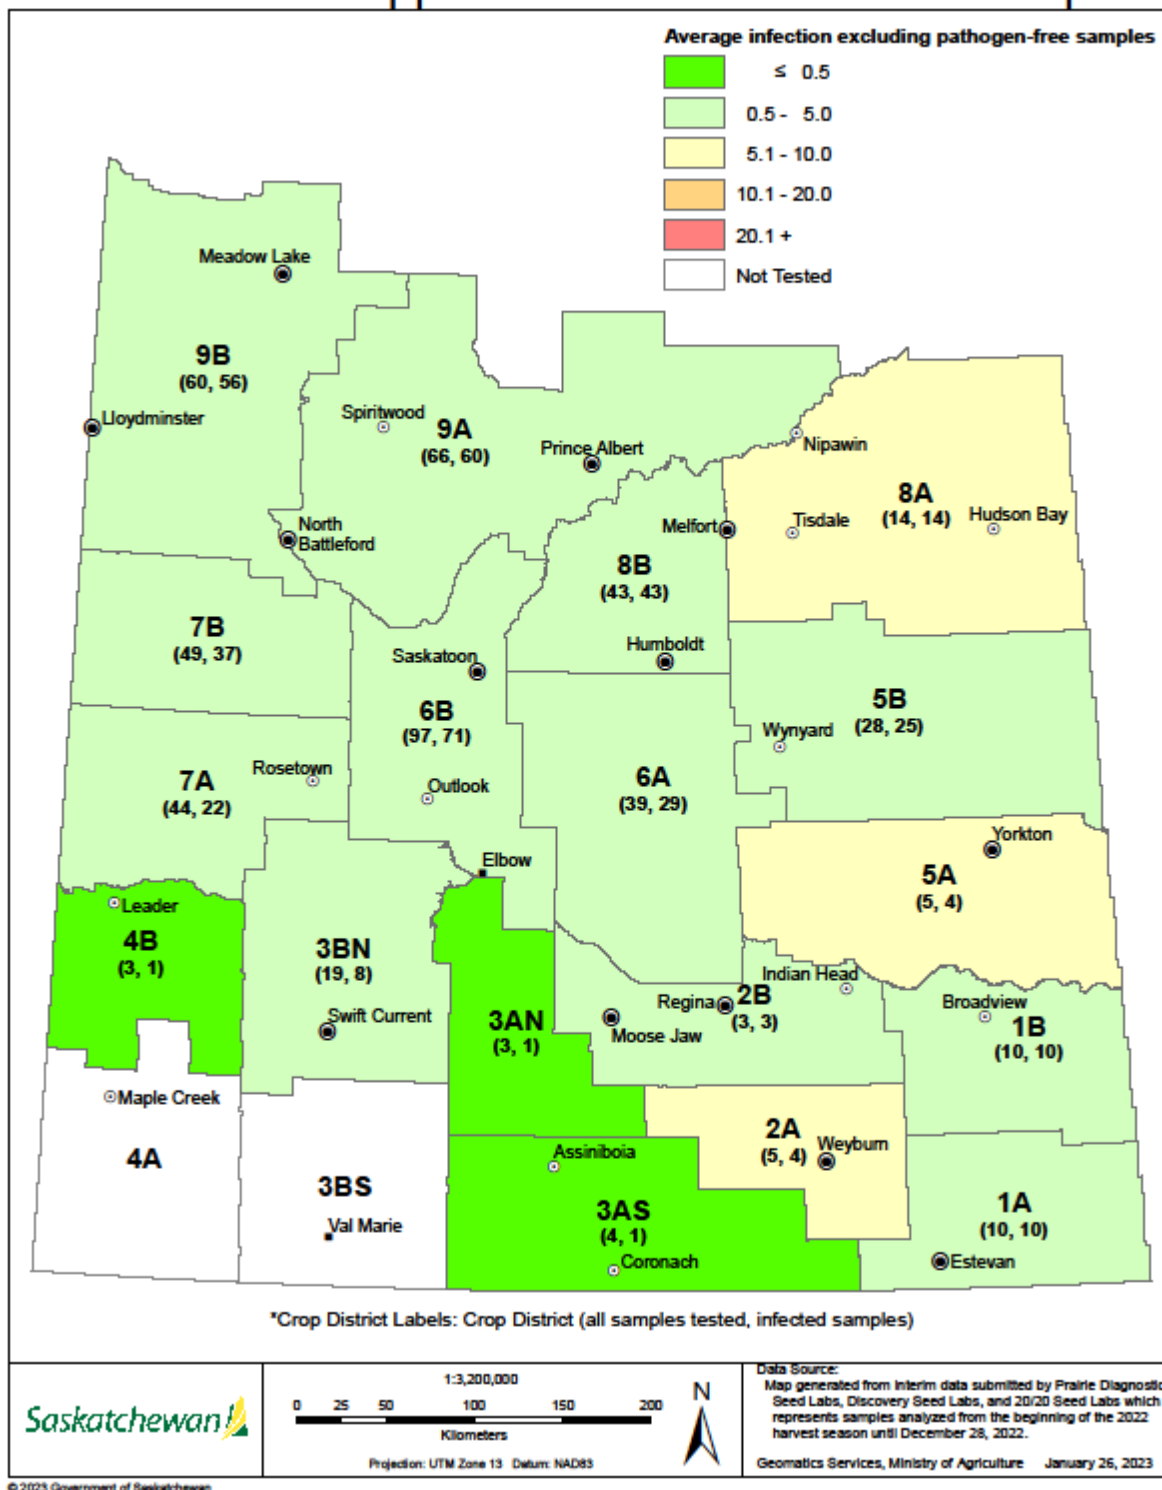 Average infection excluding pathogen-free samples
≤ 0.5
0.5 - 5.0
5.1 - 10.0
10.1 - 20.0
20.1 +
Not Tested
Meadow Lake
9B
(60, 56)
Lloydminster
Spiritwood
9A
(66, 60)
Prince Albert
Nipawin
8A
(14, 14)
Tisdale
Hudson Bay
Melfort
North
Battleford
8B
(43, 43)
7B
(49, 37)
Humboldt
Saskatoon
6B
(97, 71)
5B
(28, 25)
Wynyard
7A
(44, 22)
Rosetown
Outlook
6A
(39, 29)
Yorkton
Elbow
5A
(5, 4)
Leader
4B
(3, 1)
3BN
(19, 8)
Indian Head
Regina
2B
(3, 3)
Broadview
1B
(10, 10)
Swift Current
3AN
(3, 1)
Moose Jaw
Maple Creek
4A
2A
(5, 4)
Weyburn
Assiniboia
3BS
Val Marie
3AS
(4, 1)
1A
(10, 10)
Coronach
Estevan
*Crop District Labels: Crop District (all samples tested, infected samples)
Saskatchewan
1:3,200,000
0 25 50 100 150 200
Kilometers
Projection: UTM Zone 13 Datum: NAD83
N
Data Source:
Map generated from interim data submitted by Prairie Diagnostic
Seed Labs, Discovery Seed Labs, and 20/20 Seed Labs which
represents samples analyzed from the beginning of the 2022
harvest season until December 28, 2022.
Geomatics Services, Ministry of Agriculture January 26, 2023
© 2023 Government of Saskatchewan